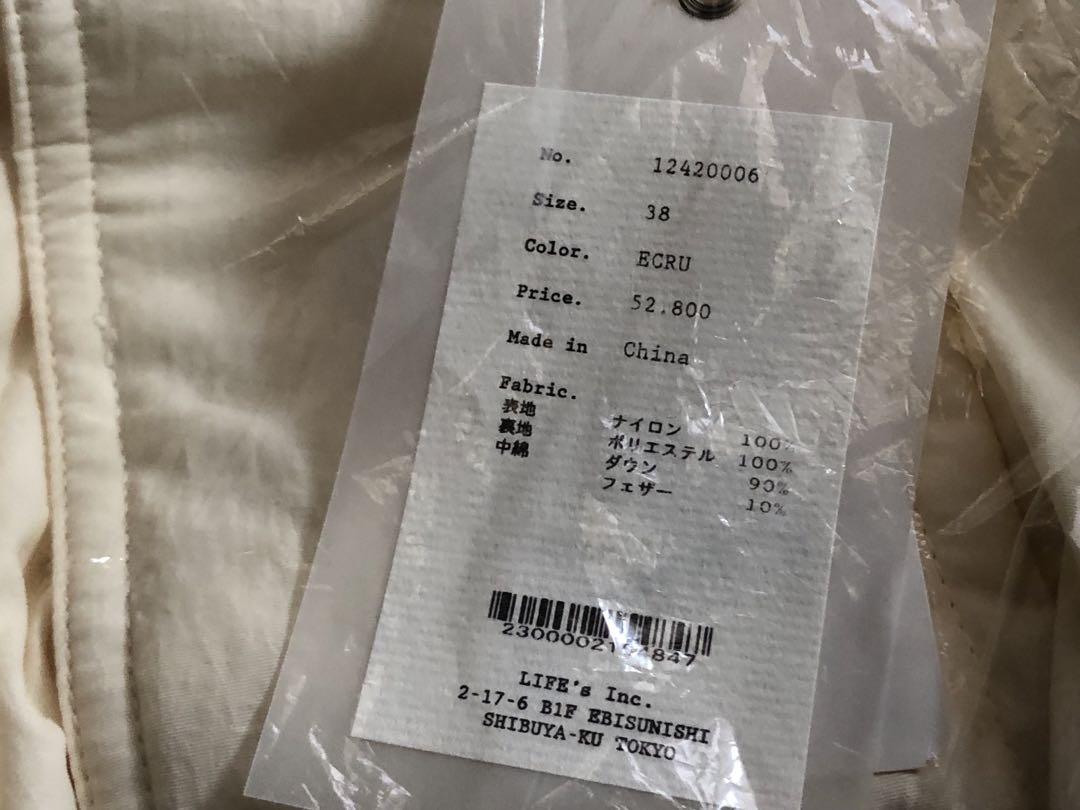 No. 12420006
Size. 38
Color. ECRU
Price. 52,800
Made in China
Fabric.
表地 ナイロン 100%
裏地 ポリエステル 100%
中綿 ダウン 90%
フェザー 10%
LIFE's Inc.
2-17-6 B1F EBISUNISHI
SHIBUYA-KU TOKYO